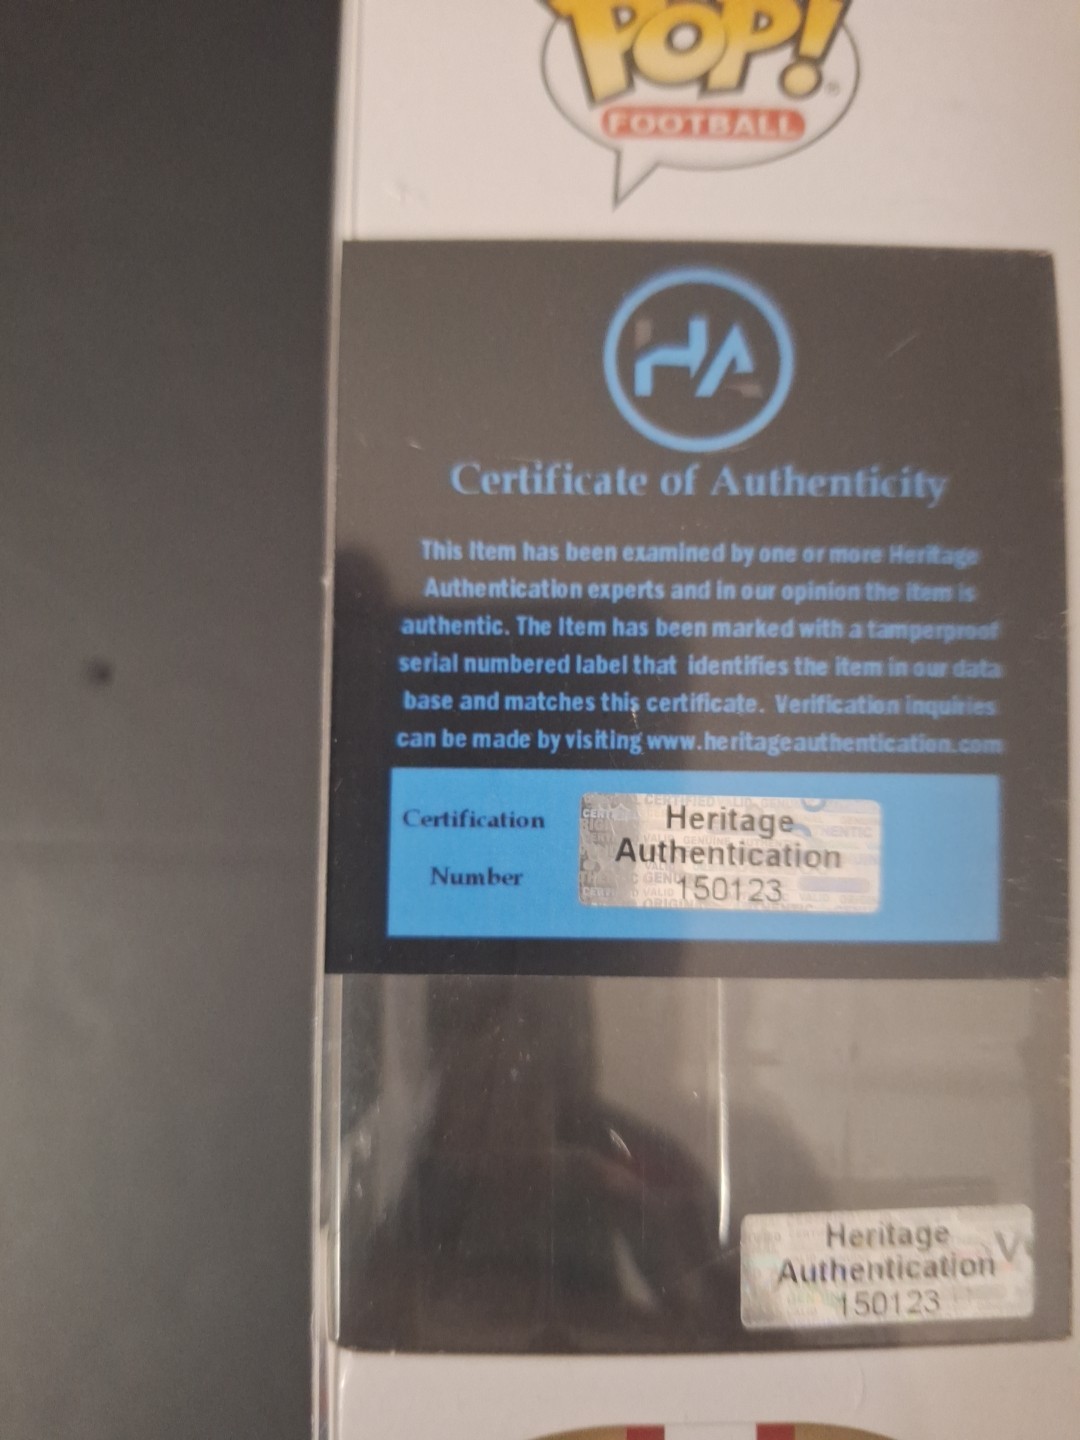 POP!
FOOTBALL
HA
Certificate of Authenticity
This Item has been examined by one or more Heritage
Authentication experts and in our opinion the item is
authentic. The Item has been marked with a tamperproof
serial numbered label that identifies the item in our data
base and matches this certificate. Verification inquiries
can be made by visiting www.heritageauthentication.com
Certification
Number
Heritage
Authentication
150123
Heritage
Authentication
150123